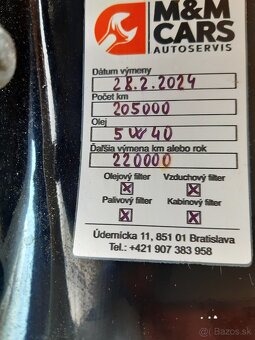 M&M
CARS
AUTOSERVIS
Dátum výmeny
28.2.2024
Počet km
205000
Olej
5W40
Ďaľšia výmena km alebo rok
220000
Olejový filter Vzduchový filter
Palivový filter Kabínový filter
Údernícka 11, 851 01 Bratislava
Tel.: +421 907 383 958
Bazos.sk